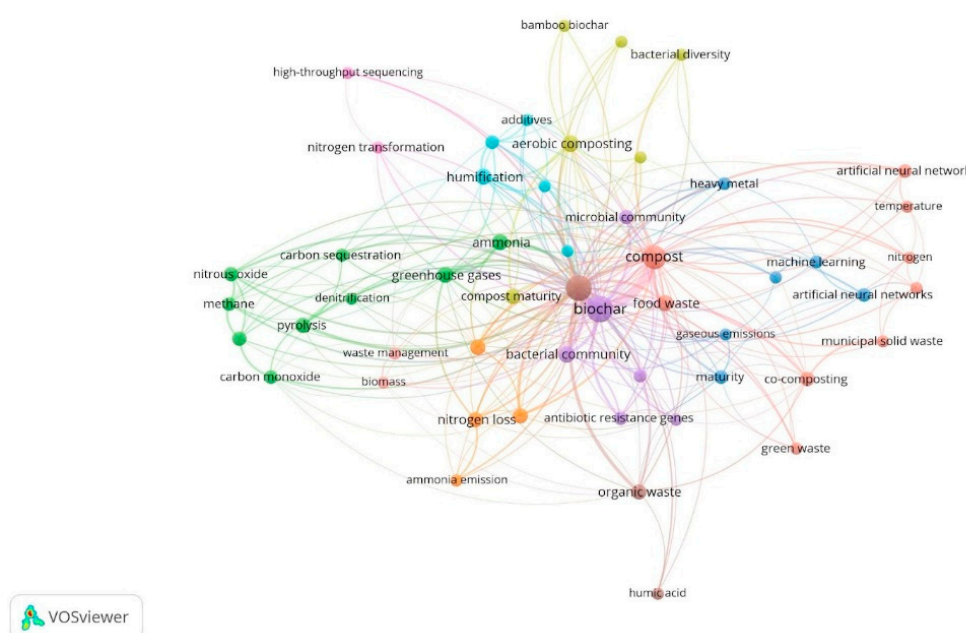 bamboo biochar
bacterial diversity
high-throughput sequencing
additives
nitrogen transformation
aerobic composting
artificial neural network
humification
heavy metal
temperature
microbial community
ammonia
carbon sequestration
compost
nitrogen
machine learning
nitrous oxide
greenhouse gases
methane
denitrification
compost maturity
biochar
food waste
artificial neural networks
pyrolysis
gaseous emissions
municipal solid waste
waste management
bacterial community
carbon monoxide
biomass
maturity
co-composting
nitrogen loss
antibiotic resistance genes
green waste
ammonia emission
organic waste
humic acid
VOSviewer